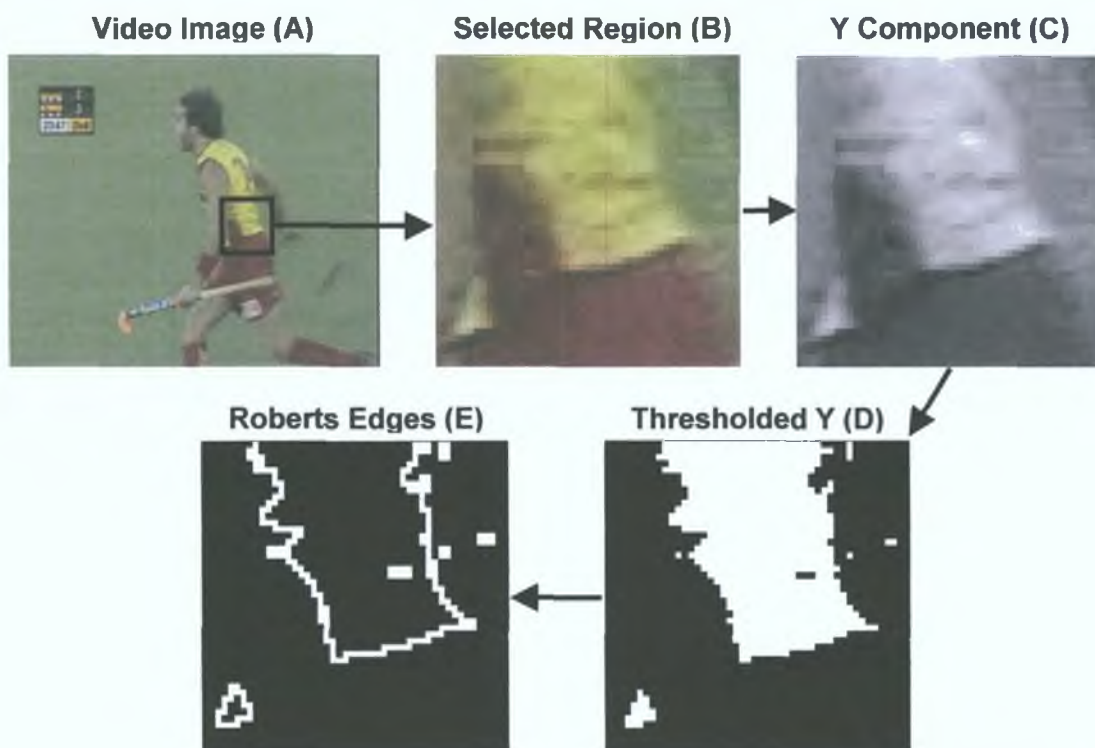 Video Image (A)
Selected Region (B)
Y Component (C)
Roberts Edges (E)
Thresholded Y (D)